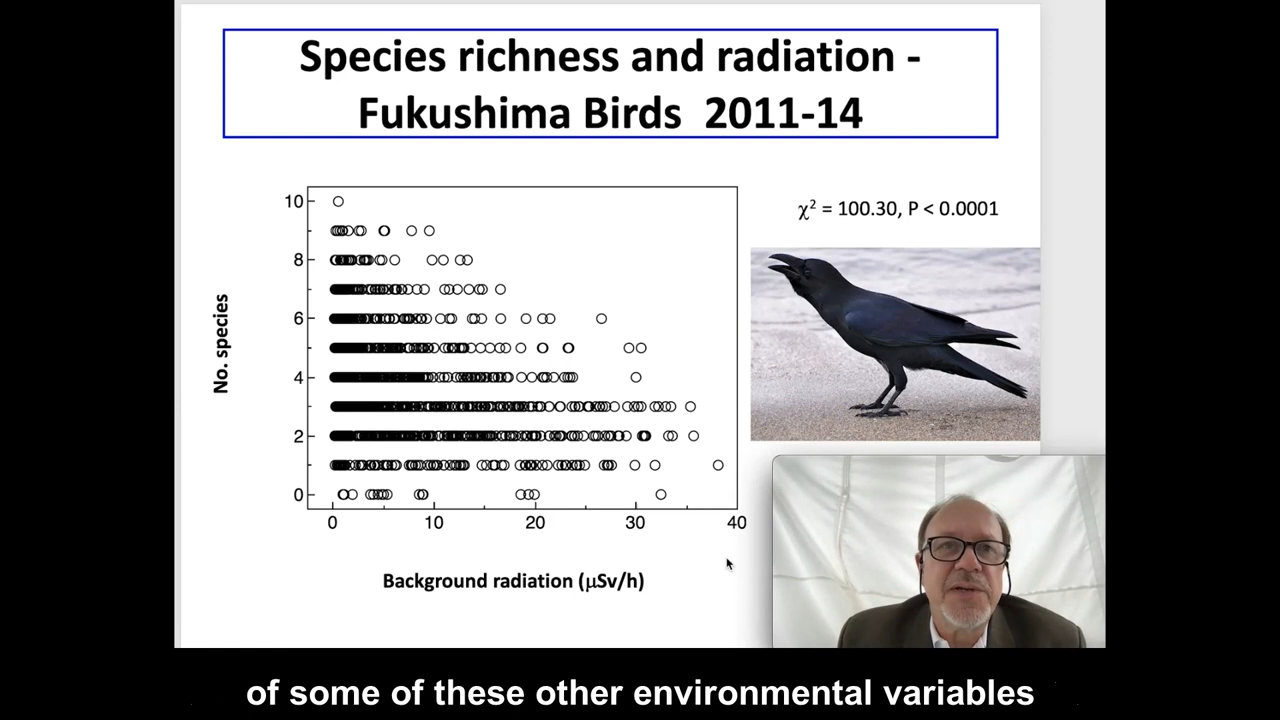 Species richness and radiation -
Fukushima Birds 2011-14
χ² = 100.30, P < 0.0001
No. species
10
8
6
4
2
0
0 10 20 30 40
Background radiation (μSv/h)
of some of these other environmental variables